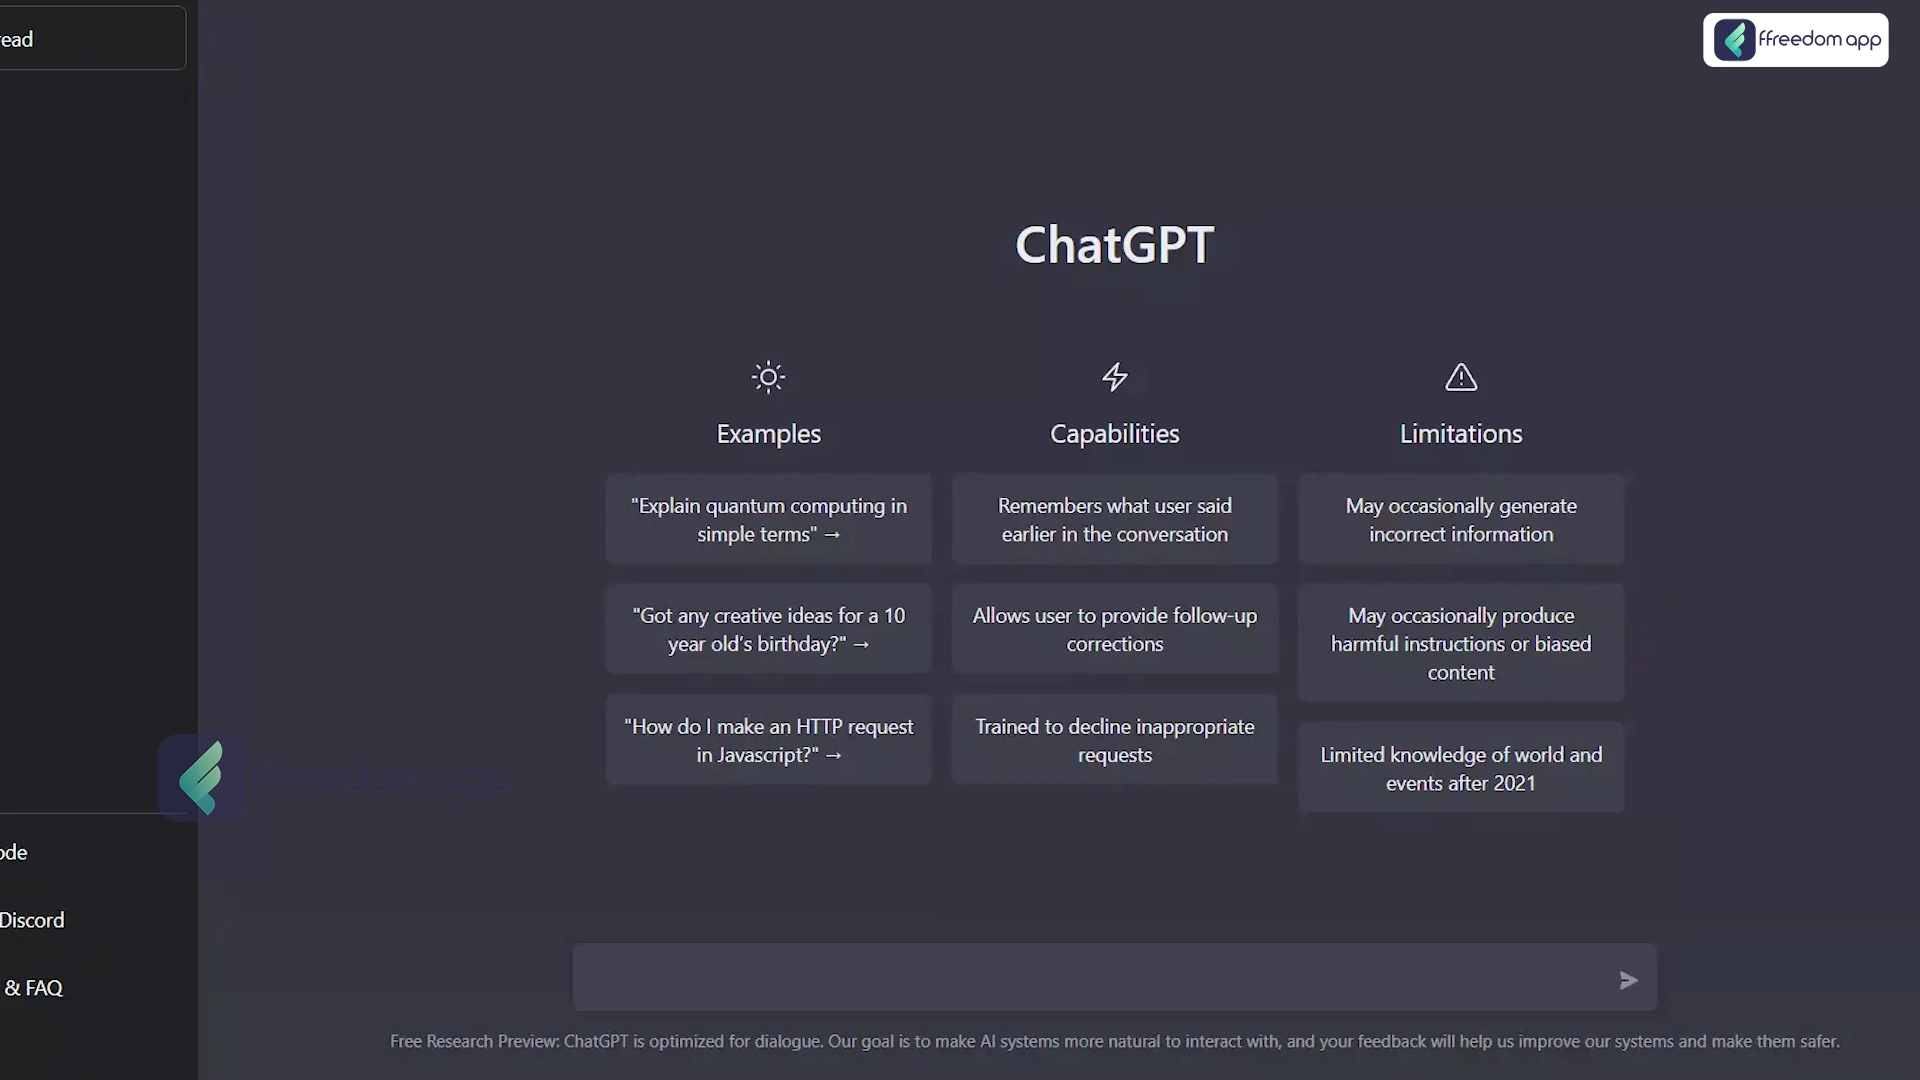 ead
ffreedom app
ChatGPT
Examples
"Explain quantum computing in
simple terms" →
"Got any creative ideas for a 10
year old's birthday?" →
"How do I make an HTTP request
in Javascript?" →
Capabilities
Remembers what user said
earlier in the conversation
Allows user to provide follow-up
corrections
Trained to decline inappropriate
requests
Limitations
May occasionally generate
incorrect information
May occasionally produce
harmful instructions or biased
content
Limited knowledge of world and
events after 2021
ffreedom app
ode
Discord
& FAQ
Free Research Preview: ChatGPT is optimized for dialogue. Our goal is to make AI systems more natural to interact with, and your feedback will help us improve our systems and make them safer.